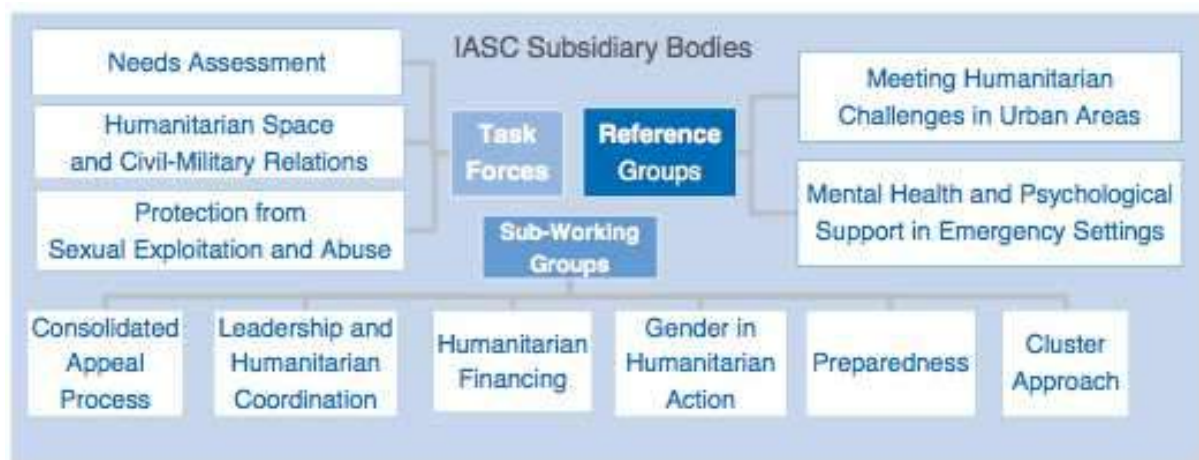 IASC Subsidiary Bodies
Needs Assessment
Humanitarian Space
and Civil-Military Relations
Protection from
Sexual Exploitation and Abuse
Task
Forces
Reference
Groups
Meeting Humanitarian
Challenges in Urban Areas
Mental Health and Psychological
Support in Emergency Settings
Sub-Working
Groups
Consolidated
Appeal
Process
Leadership and
Humanitarian
Coordination
Humanitarian
Financing
Gender in
Humanitarian
Action
Preparedness
Cluster
Approach